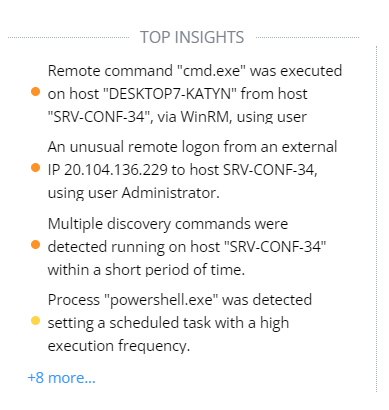 TOP INSIGHTS
Remote command "cmd.exe" was executed
on host "DESKTOP7-KATYN" from host
"SRV-CONF-34", via WinRM, using user
An unusual remote logon from an external
IP 20.104.136.229 to host SRV-CONF-34,
using user Administrator.
Multiple discovery commands were
detected running on host "SRV-CONF-34"
within a short period of time.
Process "powershell.exe" was detected
setting a scheduled task with a high
execution frequency.
+8 more...